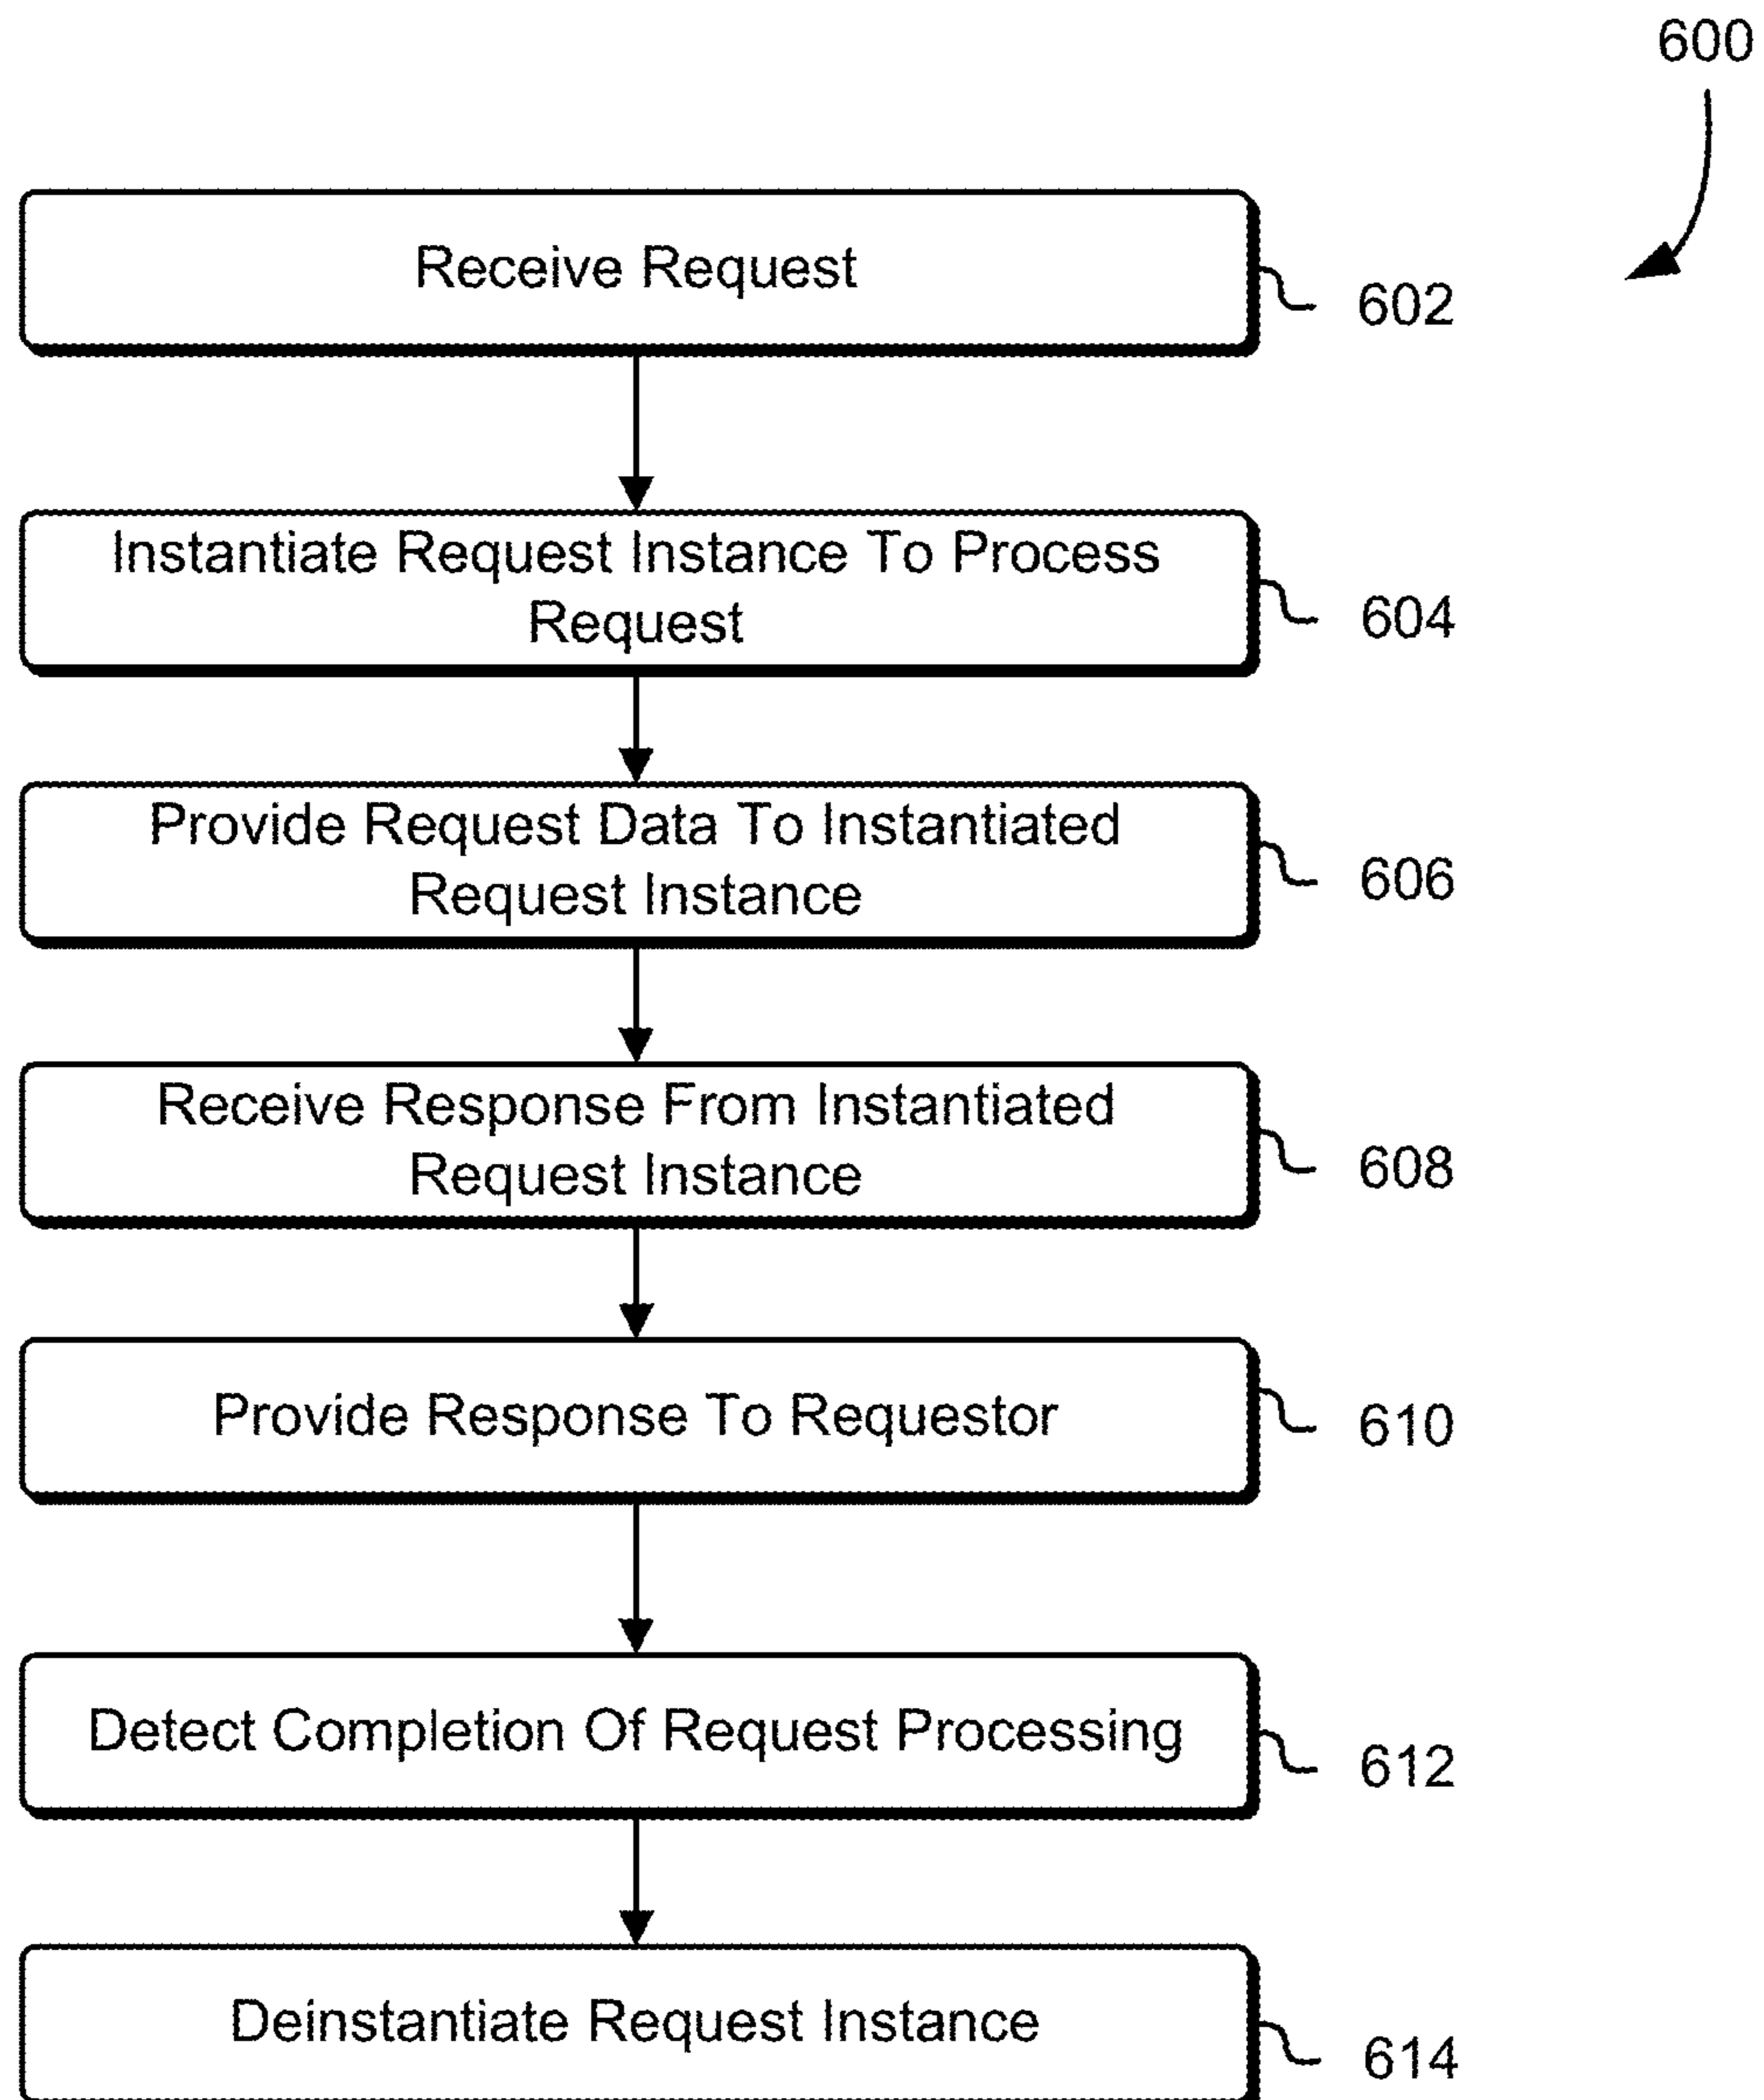 600
Receive Request
602
Instantiate Request Instance To Process
Request
604
Provide Request Data To Instantiated
Request Instance
606
Receive Response From Instantiated
Request Instance
608
Provide Response To Requestor
610
Detect Completion Of Request Processing
612
Deinstantiate Request Instance
614